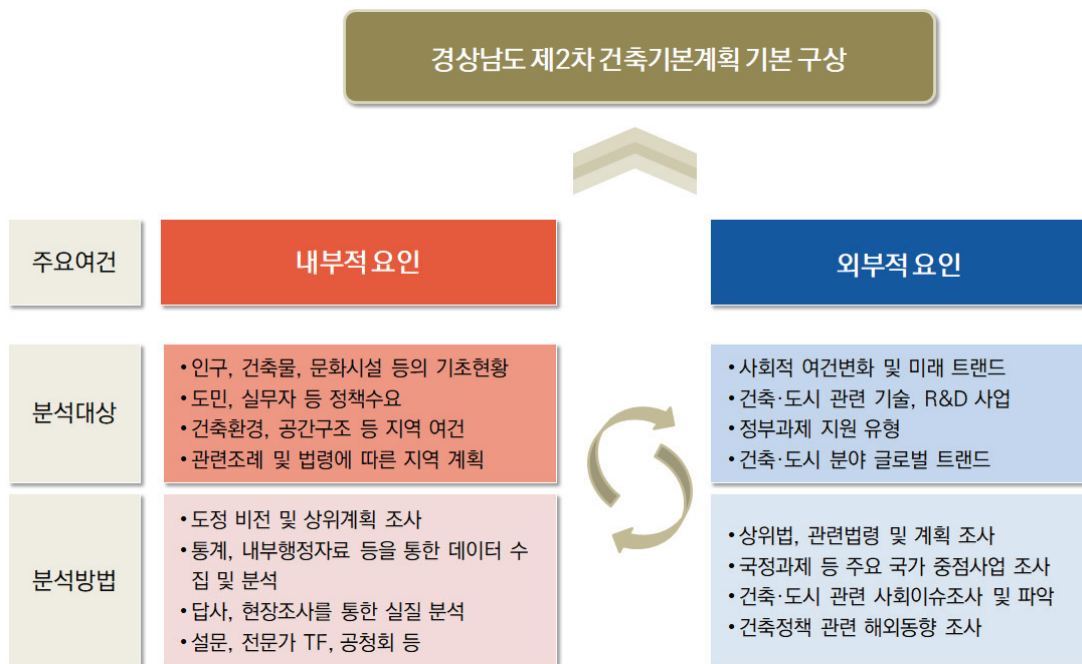 경상남도 제2차 건축기본계획 기본 구상
주요여건
내부적 요인
외부적 요인
분석대상
• 인구, 건축물, 문화시설 등의 기초현황
• 도민, 실무자 등 정책수요
• 건축환경, 공간구조 등 지역 여건
• 관련조례 및 법령에 따른 지역 계획
• 사회적 여건변화 및 미래 트랜드
• 건축·도시 관련 기술, R&D 사업
• 정부과제 지원 유형
• 건축·도시 분야 글로벌 트랜드
분석방법
• 도정 비전 및 상위계획 조사
• 통계, 내부행정자료 등을 통한 데이터 수
집 및 분석
• 답사, 현장조사를 통한 실질 분석
• 설문, 전문가 TF, 공청회 등
• 상위법, 관련법령 및 계획 조사
• 국정과제 등 주요 국가 중점사업 조사
• 건축·도시 관련 사회이슈조사 및 파악
• 건축정책 관련 해외동향 조사